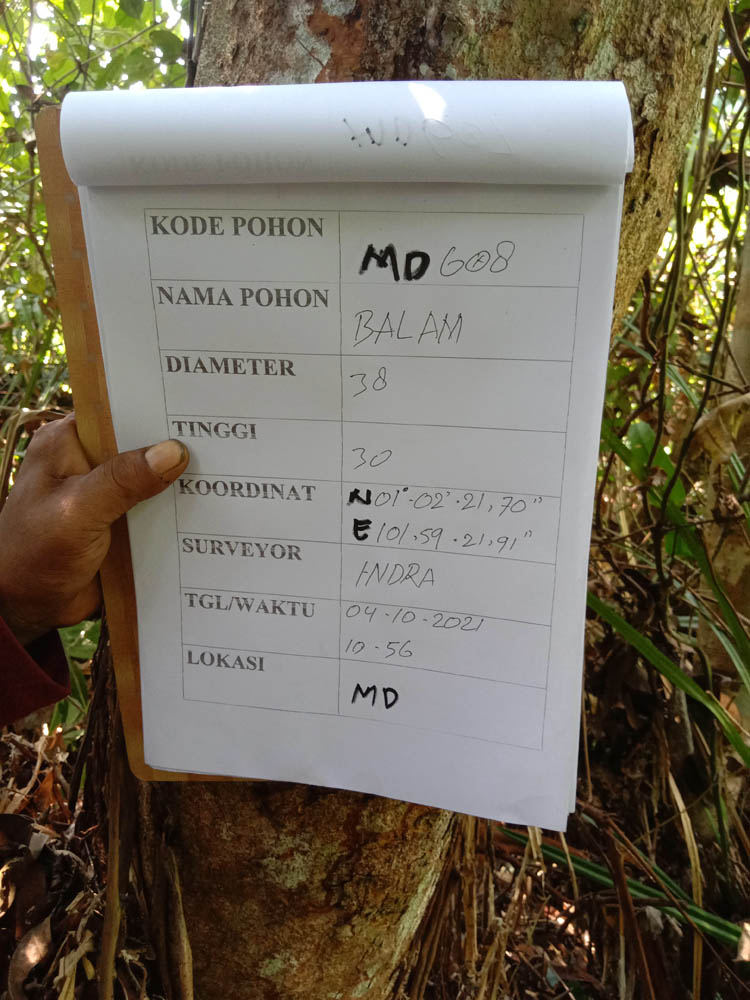 KODE POHON MD 608
NAMA POHON BALAM
DIAMETER 38
TINGGI 30
KOORDINAT N 01°-02'-21,70"
E 101.59.21,91"
SURVEYOR INDRA
TGL/WAKTU 04-10-2021
10-56
LOKASI MD